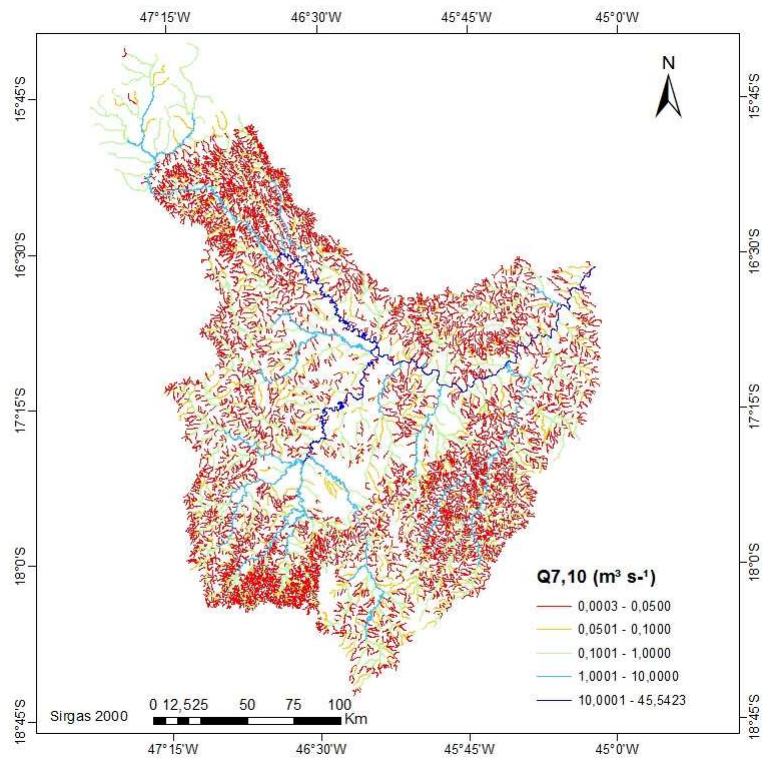 47°15'W 46°30'W 45°45'W 45°0'W
N
15°45'S 15°45'S
16°30'S 16°30'S
17°15'S 17°15'S
18°0'S 18°0'S
18°45'S 18°45'S
Q7,10 (m³ s-¹)
0,0003 - 0,0500
0,0501 - 0,1000
0,1001 - 1,0000
1,0001 - 10,0000
10,0001 - 45,5423
0 12,525 50 75 100
Sirgas 2000 Km
47°15'W 46°30'W 45°45'W 45°0'W